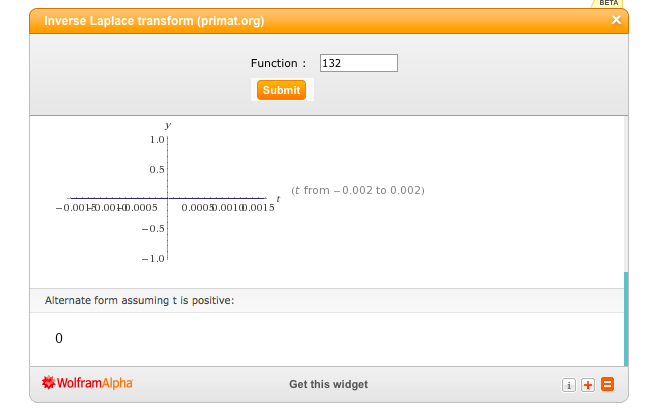 BETA
Inverse Laplace transform (primat.org)
Function : 132
Submit
y
1.0
0.5
(t from −0.002 to 0.002)
t
−0.0015 −0.0010 −0.0005 0.0005 0.0010 0.0015
−0.5
−1.0
Alternate form assuming t is positive:
0
WolframAlpha Get this widget